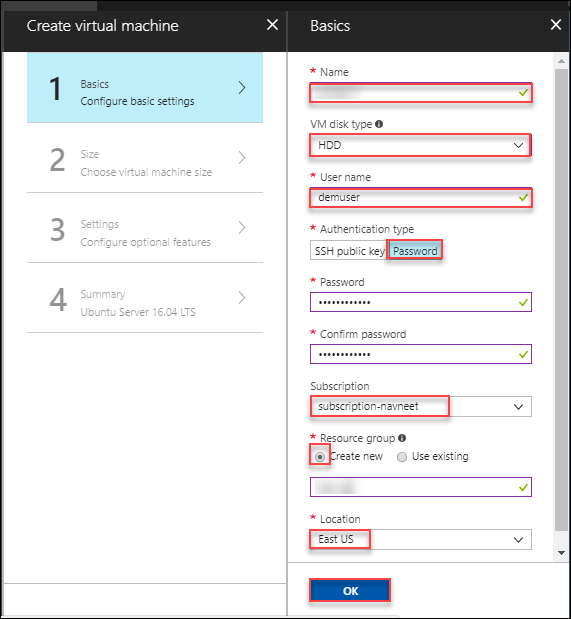 Create virtual machine
1
Basics
Configure basic settings
2
Size
Choose virtual machine size
3
Settings
Configure optional features
4
Summary
Ubuntu Server 16.04 LTS
Basics
* Name
VM disk type
HDD
* User name
demuser
* Authentication type
SSH public key Password
* Password
••••••••••••
* Confirm password
••••••••••••
Subscription
subscription-navneet
* Resource group
Create new Use existing
* Location
East US
OK